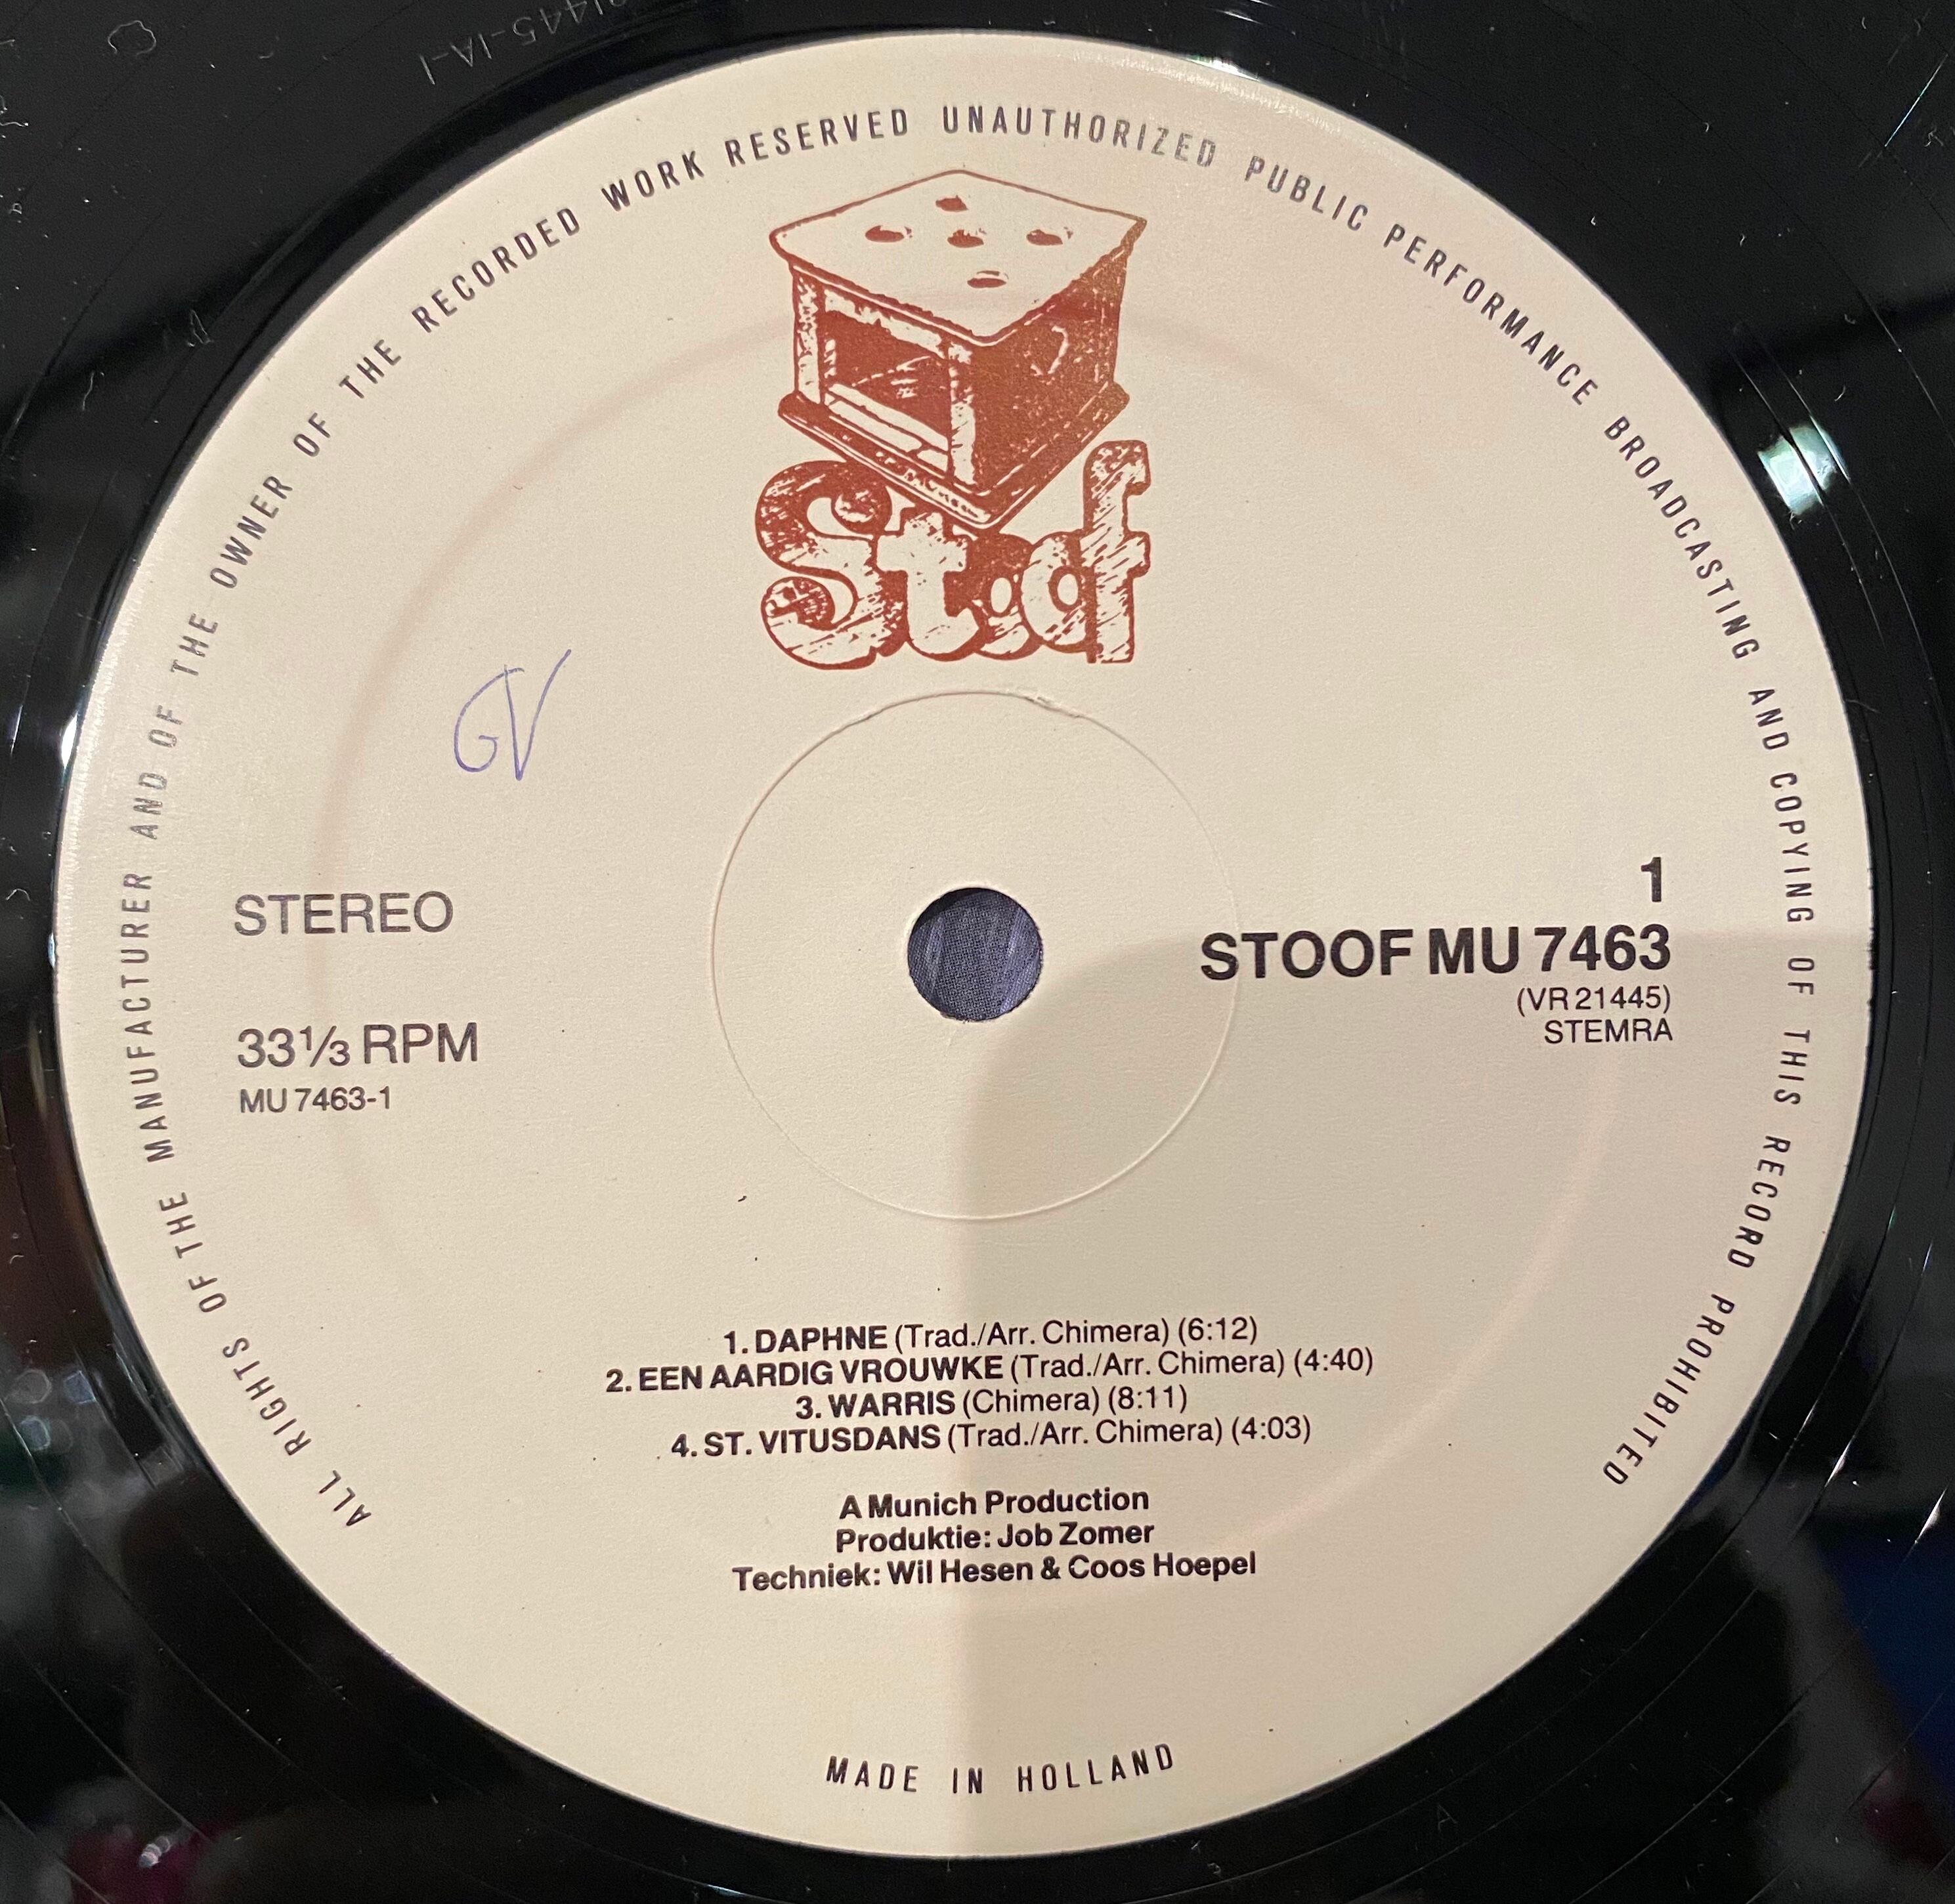 21445-1A-1
ALL RIGHTS OF THE MANUFACTURER AND OF THE OWNER OF THE RECORDED WORK RESERVED UNAUTHORIZED PUBLIC PERFORMANCE BROADCASTING AND COPYING OF THIS RECORD PROHIBITED
Stoof
GV
STEREO
33⅓ RPM
MU 7463-1
1
STOOF MU 7463
(VR 21445)
STEMRA
1. DAPHNE (Trad./Arr. Chimera) (6:12)
2. EEN AARDIG VROUWKE (Trad./Arr. Chimera) (4:40)
3. WARRIS (Chimera) (8:11)
4. ST. VITUSDANS (Trad./Arr. Chimera) (4:03)
A Munich Production
Produktie: Job Zomer
Techniek: Wil Hesen & Coos Hoepel
MADE IN HOLLAND